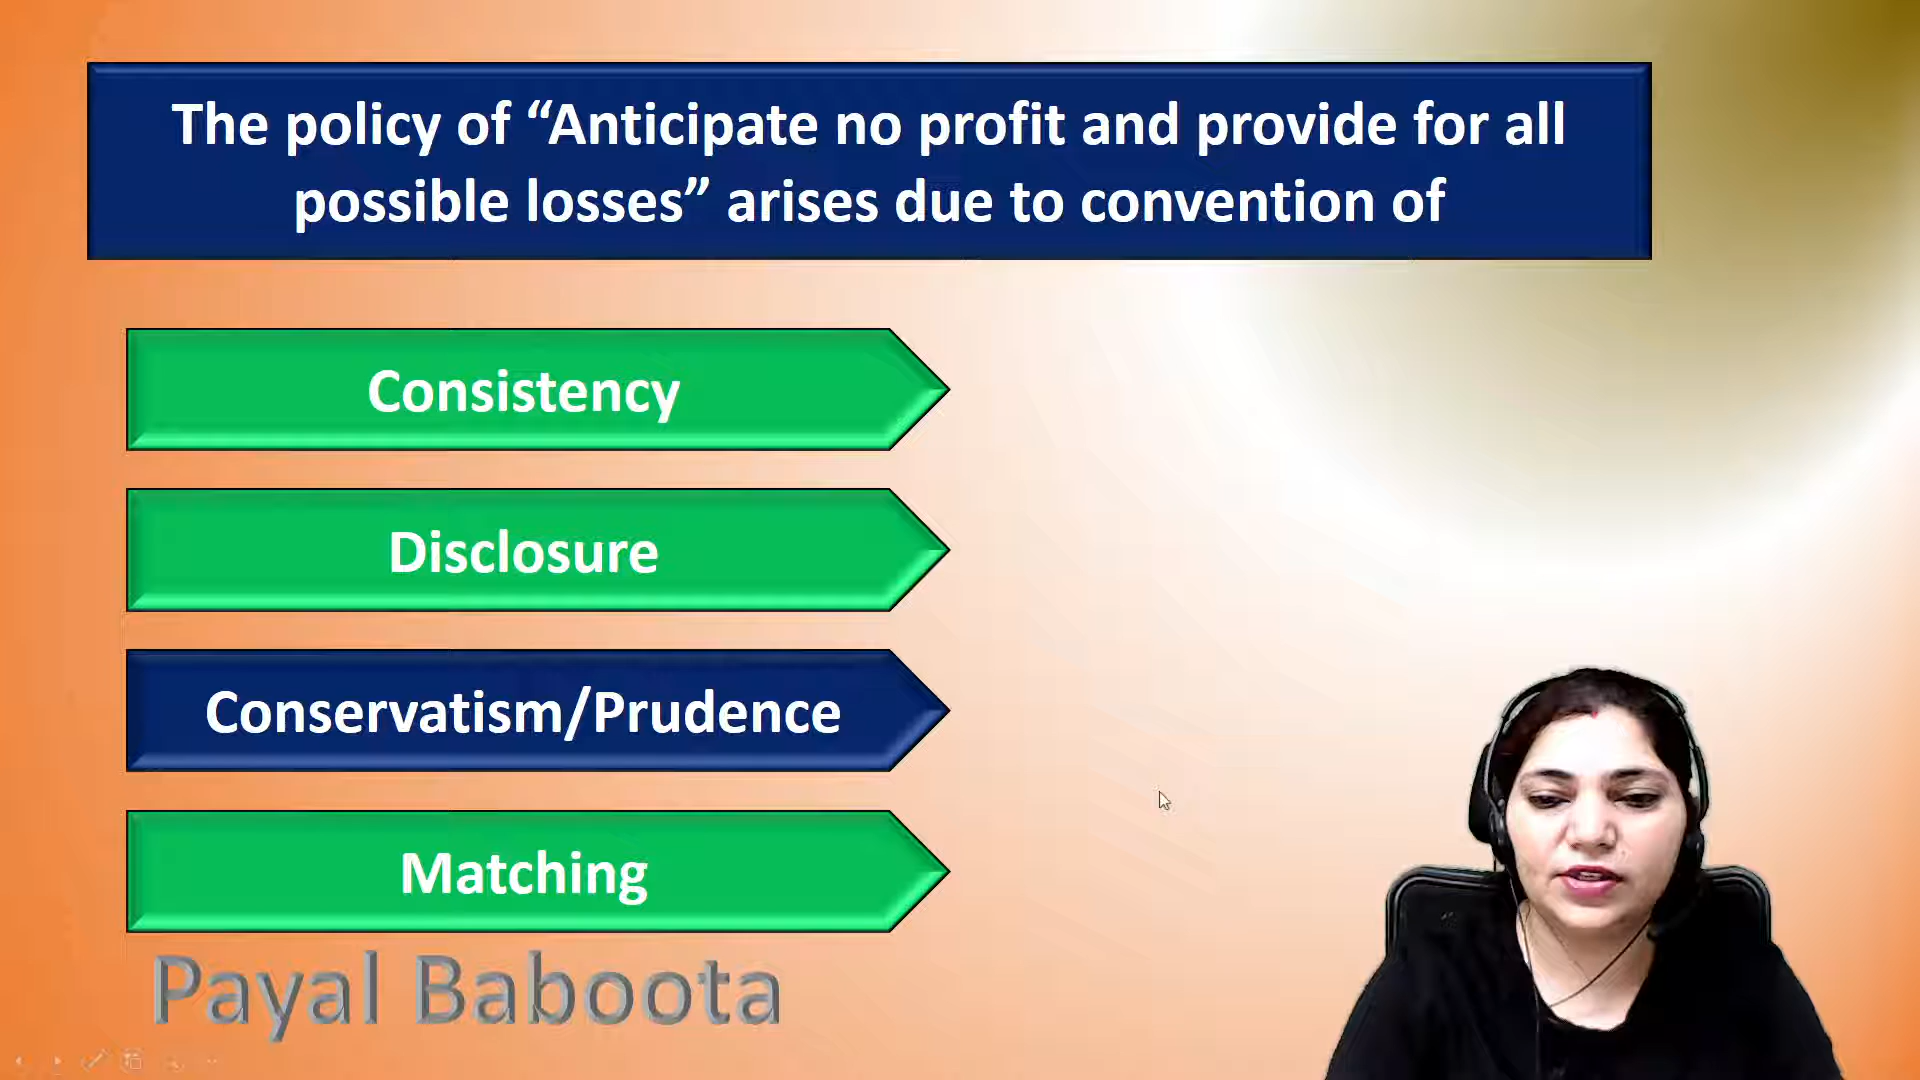 The policy of “Anticipate no profit and provide for all
possible losses” arises due to convention of
Consistency
Disclosure
Conservatism/Prudence
Matching
Payal Baboota